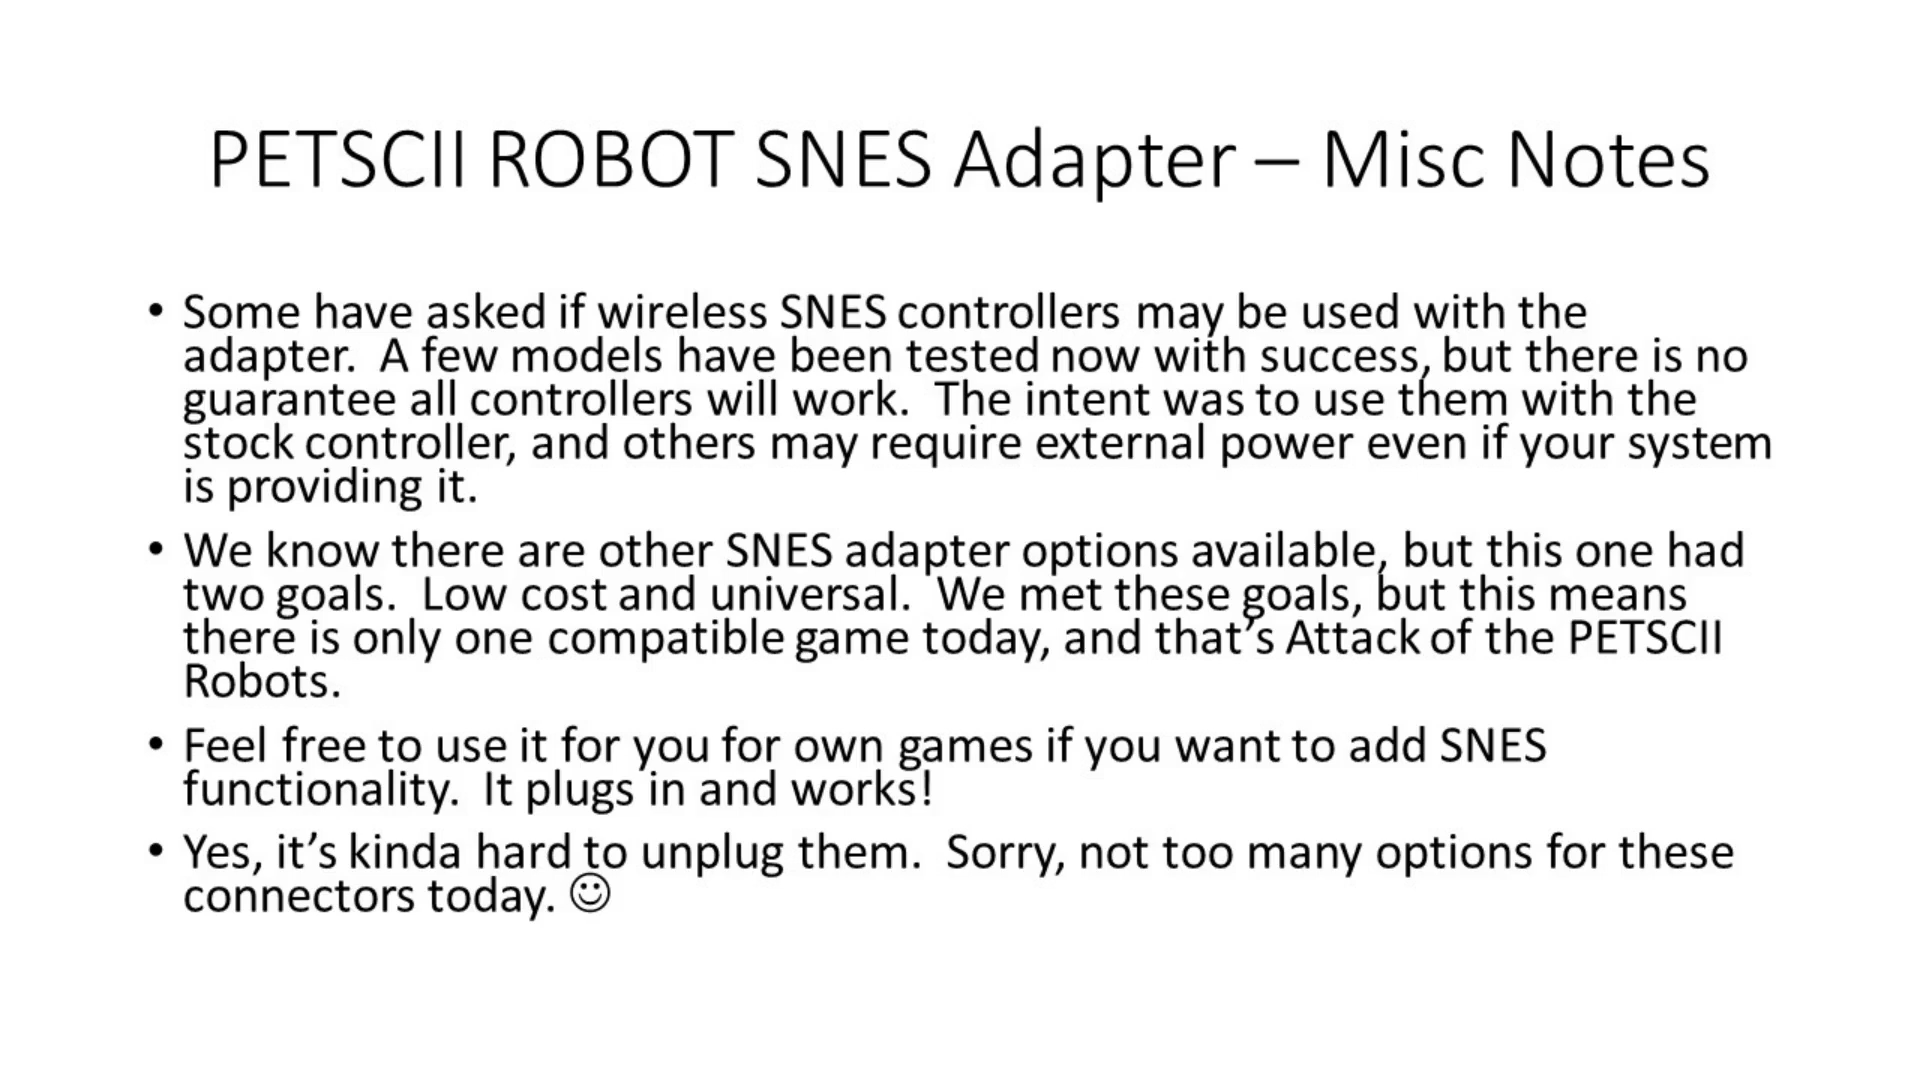 PETSCII ROBOT SNES Adapter – Misc Notes
• Some have asked if wireless SNES controllers may be used with the
adapter.  A few models have been tested now with success, but there is no
guarantee all controllers will work.  The intent was to use them with the
stock controller, and others may require external power even if your system
is providing it.
• We know there are other SNES adapter options available, but this one had
two goals.  Low cost and universal.  We met these goals, but this means
there is only one compatible game today, and that’s Attack of the PETSCII
Robots.
• Feel free to use it for you for own games if you want to add SNES
functionality.  It plugs in and works!
• Yes, it’s kinda hard to unplug them.  Sorry, not too many options for these
connectors today. ☺